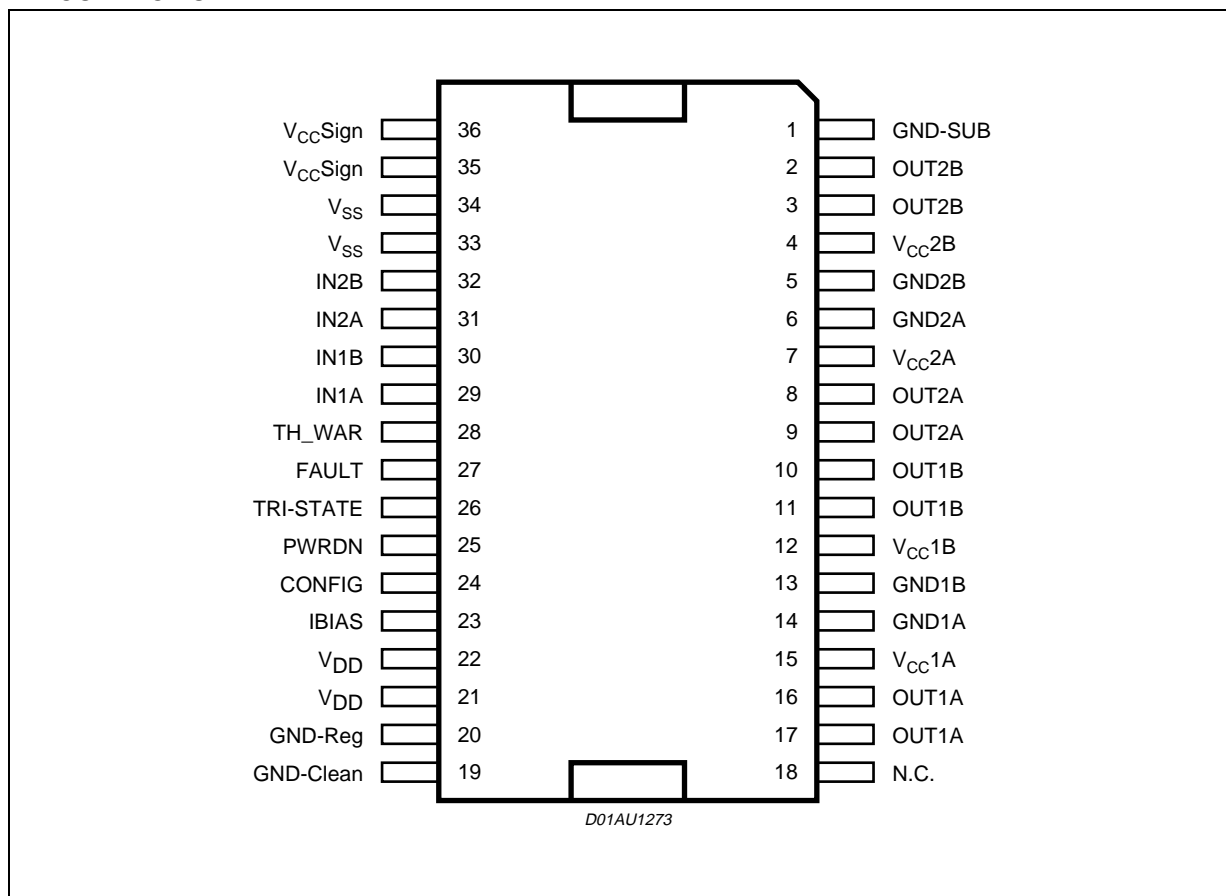 VCCSign 36 1 GND-SUB
VCCSign 35 2 OUT2B
VSS 34 3 OUT2B
VSS 33 4 VCC2B
IN2B 32 5 GND2B
IN2A 31 6 GND2A
IN1B 30 7 VCC2A
IN1A 29 8 OUT2A
TH_WAR 28 9 OUT2A
FAULT 27 10 OUT1B
TRI-STATE 26 11 OUT1B
PWRDN 25 12 VCC1B
CONFIG 24 13 GND1B
IBIAS 23 14 GND1A
VDD 22 15 VCC1A
VDD 21 16 OUT1A
GND-Reg 20 17 OUT1A
GND-Clean 19 18 N.C.
D01AU1273